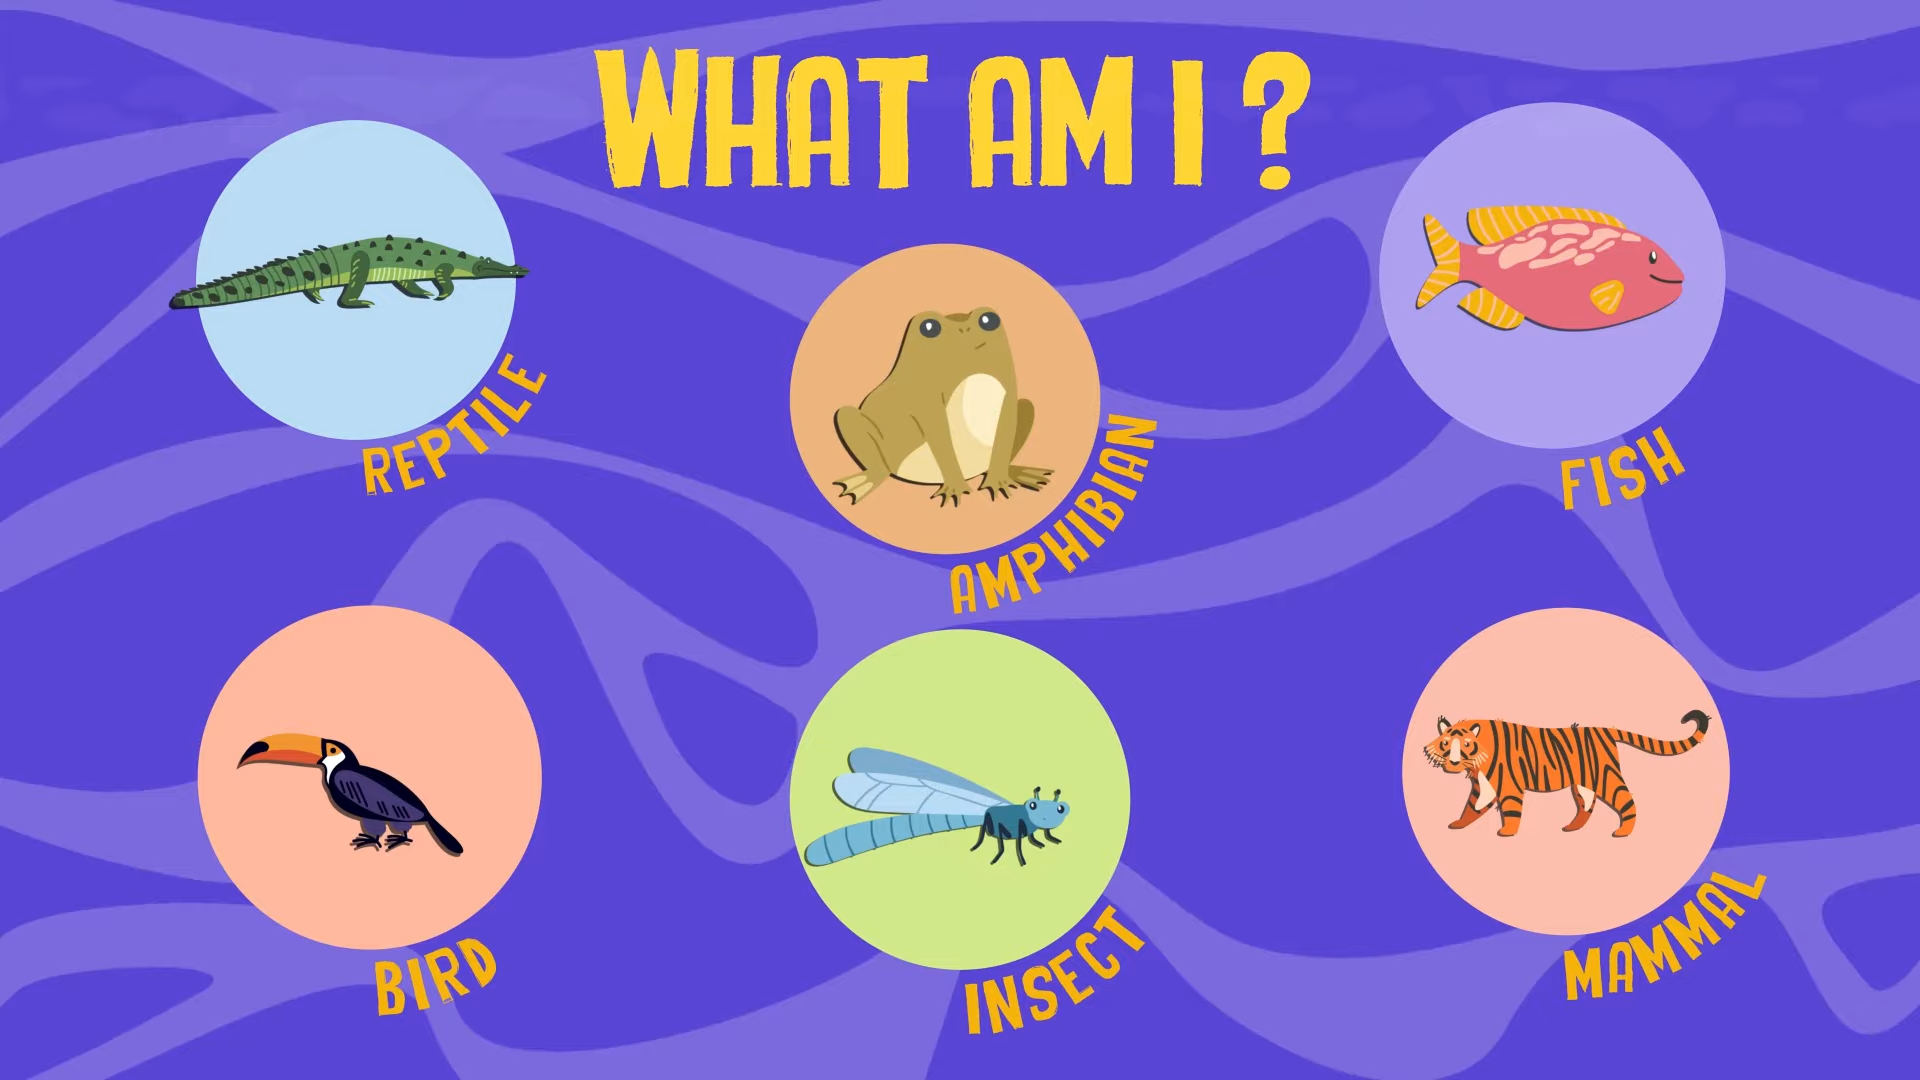 WHAT AM I ?
REPTILE
AMPHIBIAN
FISH
BIRD
INSECT
MAMMAL